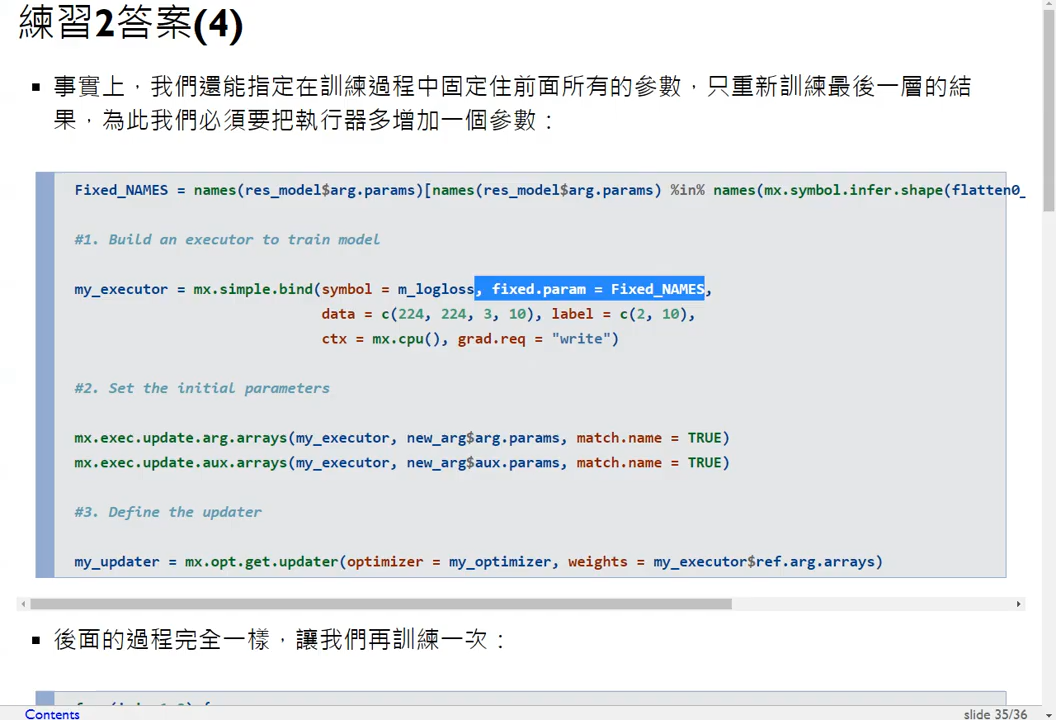 練習2答案(4)
事實上，我們還能指定在訓練過程中固定住前面所有的參數，只重新訓練最後一層的結
果，為此我們必須要把執行器多增加一個參數：
Fixed_NAMES = names(res_model$arg.params)[names(res_model$arg.params) %in% names(mx.symbol.infer.shape(flatten0_
#1. Build an executor to train model
my_executor = mx.simple.bind(symbol = m_logloss, fixed.param = Fixed_NAMES,
data = c(224, 224, 3, 10), label = c(2, 10),
ctx = mx.cpu(), grad.req = "write")
#2. Set the initial parameters
mx.exec.update.arg.arrays(my_executor, new_arg$arg.params, match.name = TRUE)
mx.exec.update.aux.arrays(my_executor, new_arg$aux.params, match.name = TRUE)
#3. Define the updater
my_updater = mx.opt.get.updater(optimizer = my_optimizer, weights = my_executor$ref.arg.arrays)
後面的過程完全一樣，讓我們再訓練一次：
Contents
slide 35/36